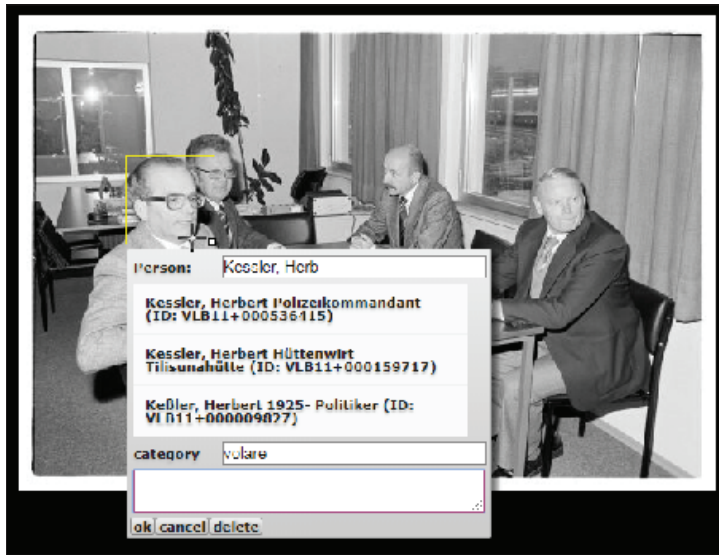 Person: Kessler, Herb
Kessler, Herbert Polizeikommandant
(ID: VLB11+000536415)
Kessler, Herbert Hüttenwirt
Tilisunahütte (ID: VLB11+000159717)
Keßler, Herbert 1925- Politiker (ID:
VLB11+000009827)
category volare
ok cancel delete